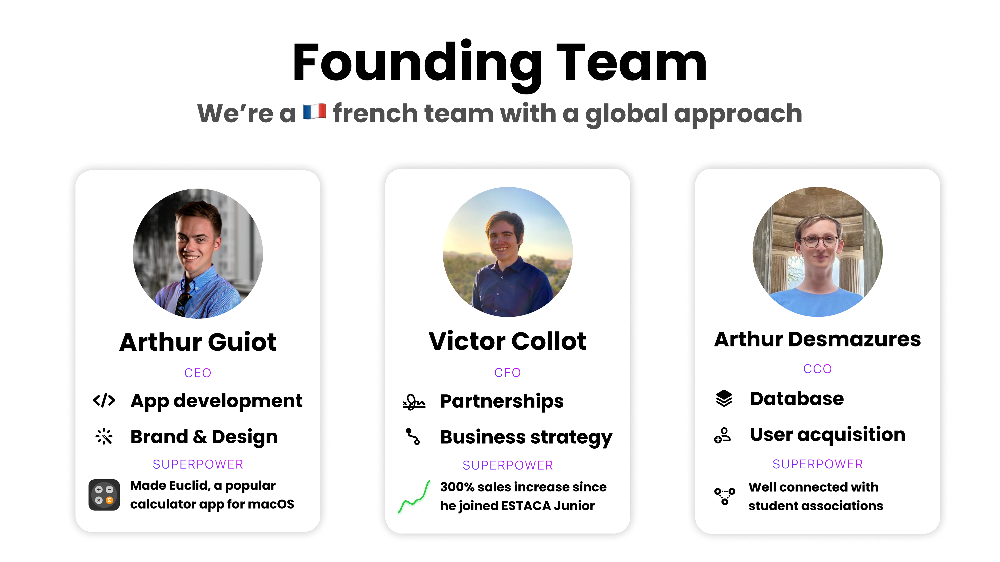 Founding Team
We're a 🇫🇷 french team with a global approach
Arthur Guiot
CEO
App development
Brand & Design
SUPERPOWER
Made Euclid, a popular
calculator app for macOS
Victor Collot
CFO
Partnerships
Business strategy
SUPERPOWER
300% sales increase since
he joined ESTACA Junior
Arthur Desmazures
CCO
Database
User acquisition
SUPERPOWER
Well connected with
student associations